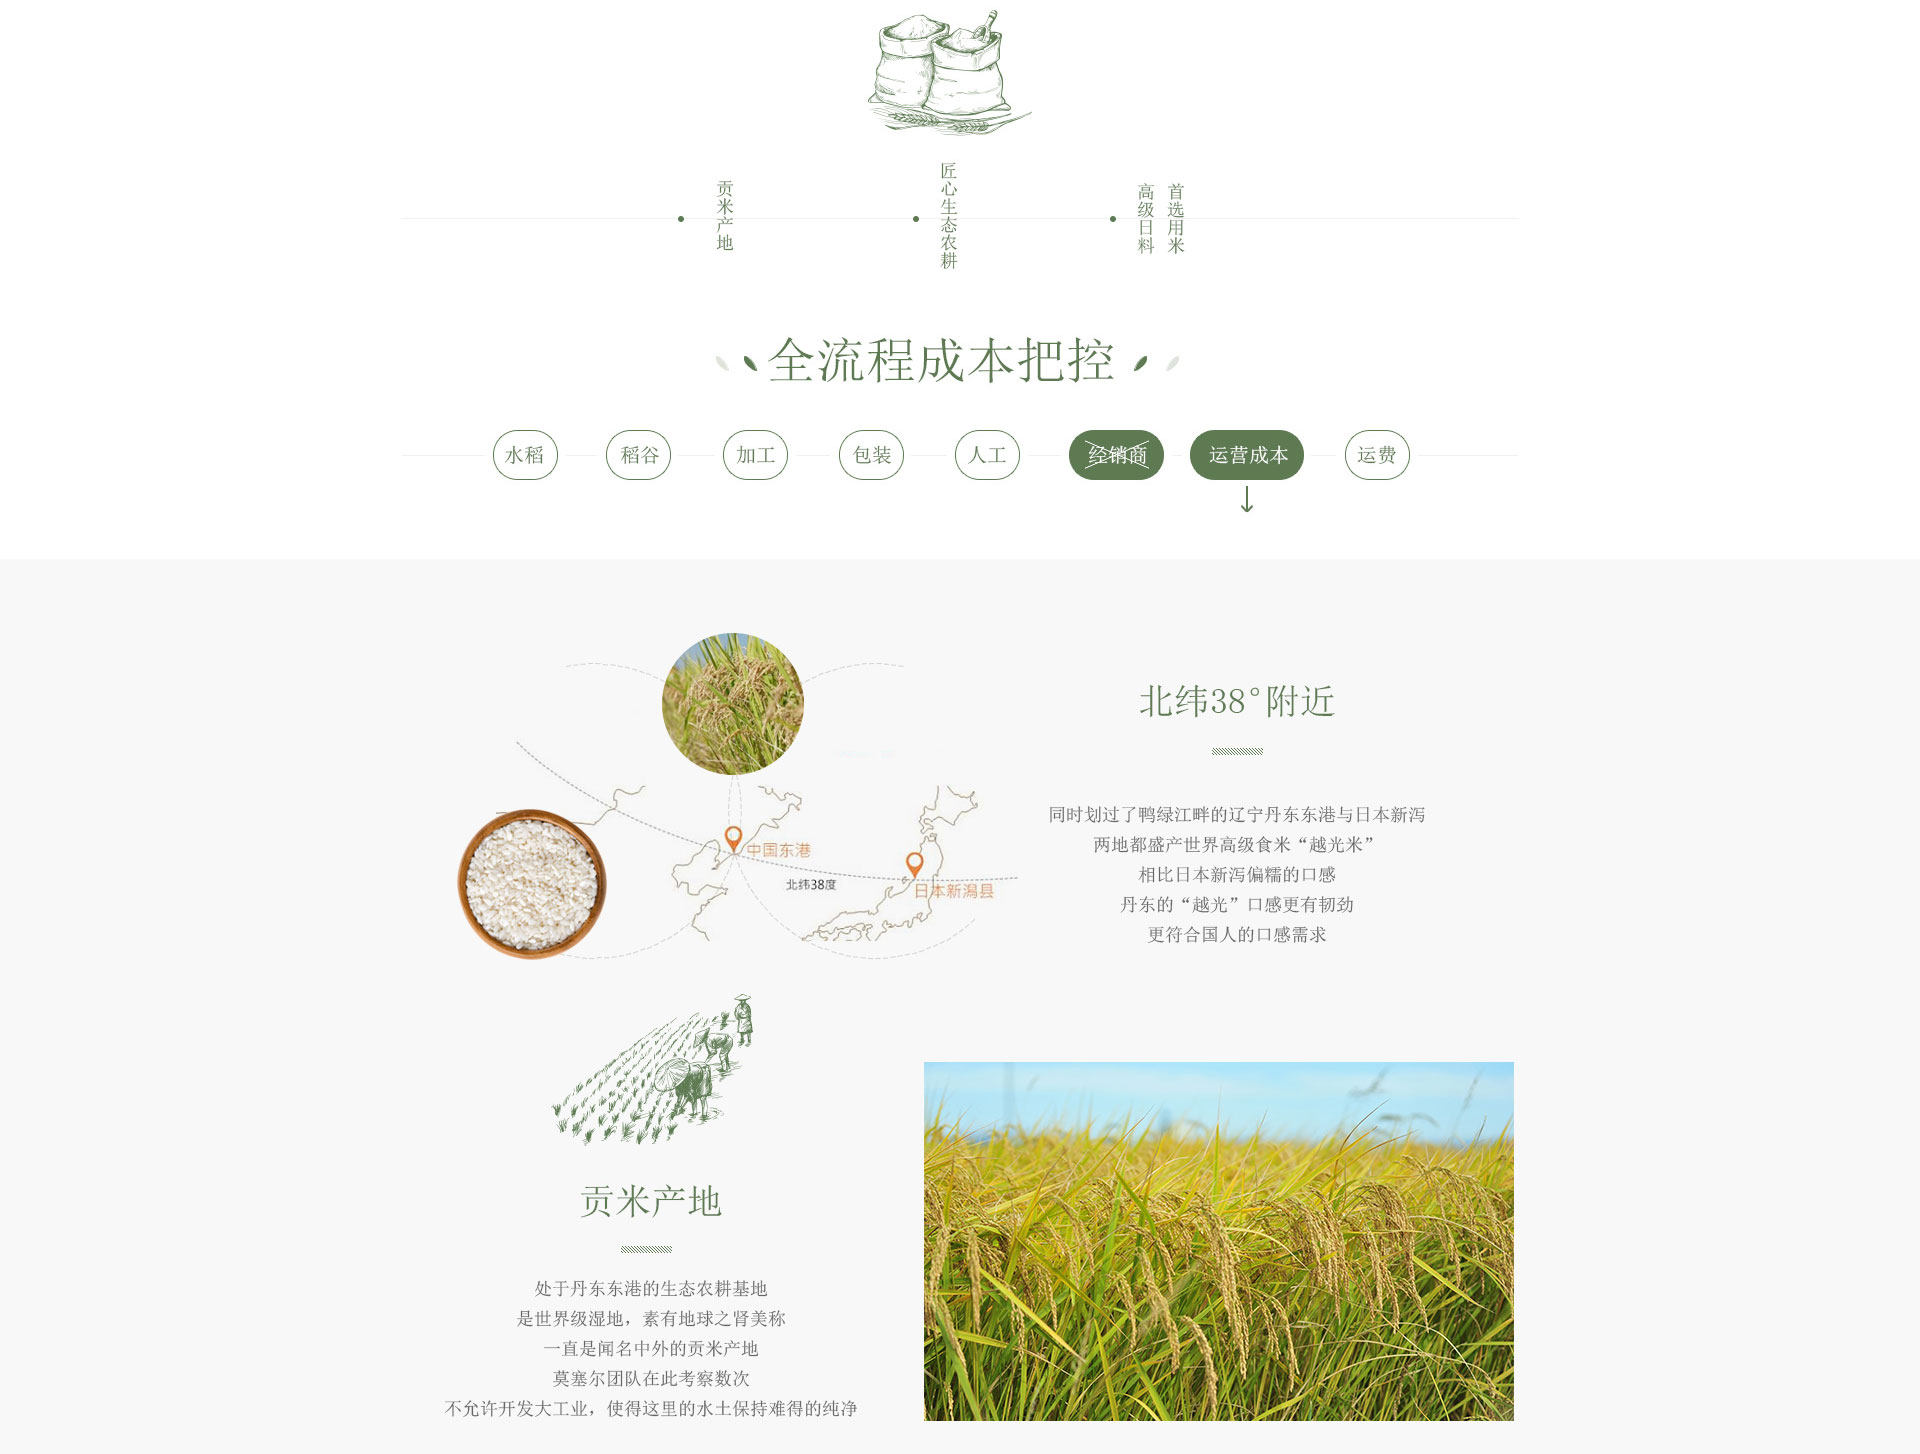 贡米产地
匠心生态农耕
首选用米
高级日料
全流程成本把控
水稻
稻谷
加工
包装
人工
经销商
运营成本
运费
北纬38°附近
同时划过了鸭绿江畔的辽宁丹东东港与日本新泻
两地都盛产世界高级食米“越光米”
相比日本新泻偏糯的口感
丹东的“越光”口感更有韧劲
更符合国人的口感需求
中国东港
北纬38度
日本新潟县
贡米产地
处于丹东东港的生态农耕基地
是世界级湿地，素有地球之肾美称
一直是闻名中外的贡米产地
莫塞尔团队在此考察数次
不允许开发大工业，使得这里的水土保持难得的纯净